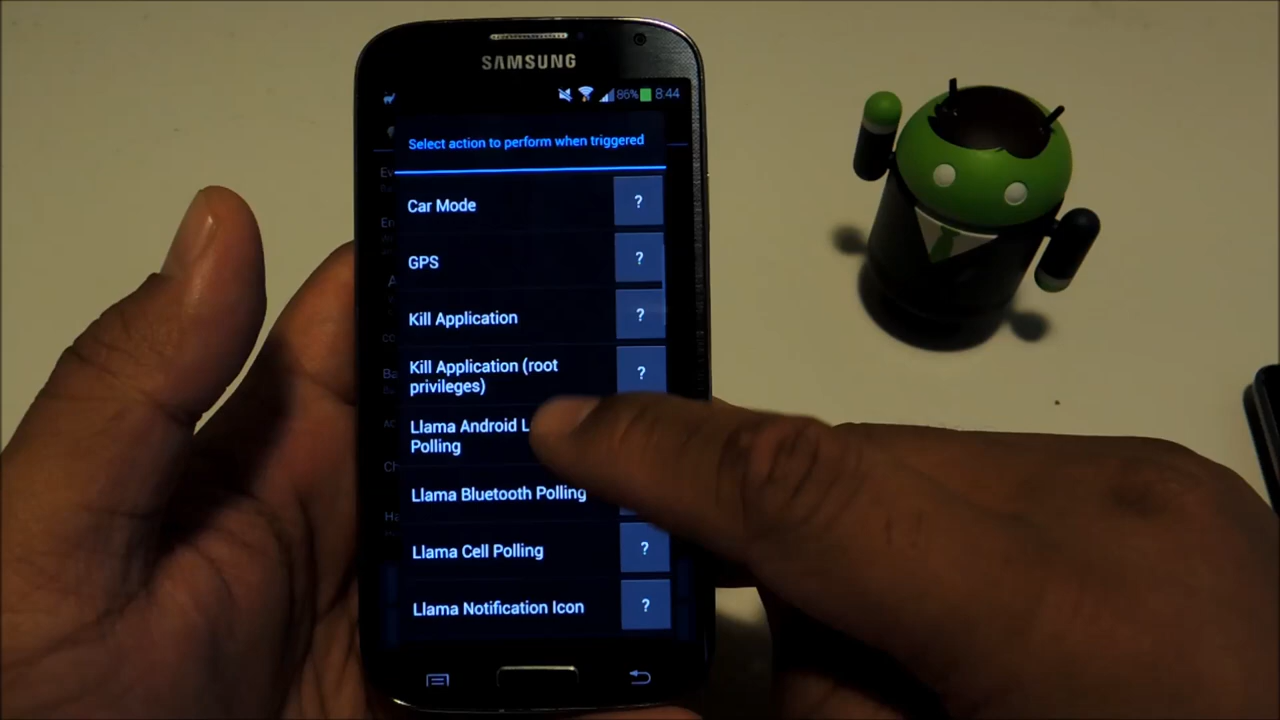 SAMSUNG
86% 8:44
Select action to perform when triggered
Car Mode ?
GPS ?
Kill Application ?
Kill Application (root ?
privileges)
Llama Android L
Polling
Llama Bluetooth Polling
Llama Cell Polling ?
Llama Notification Icon ?